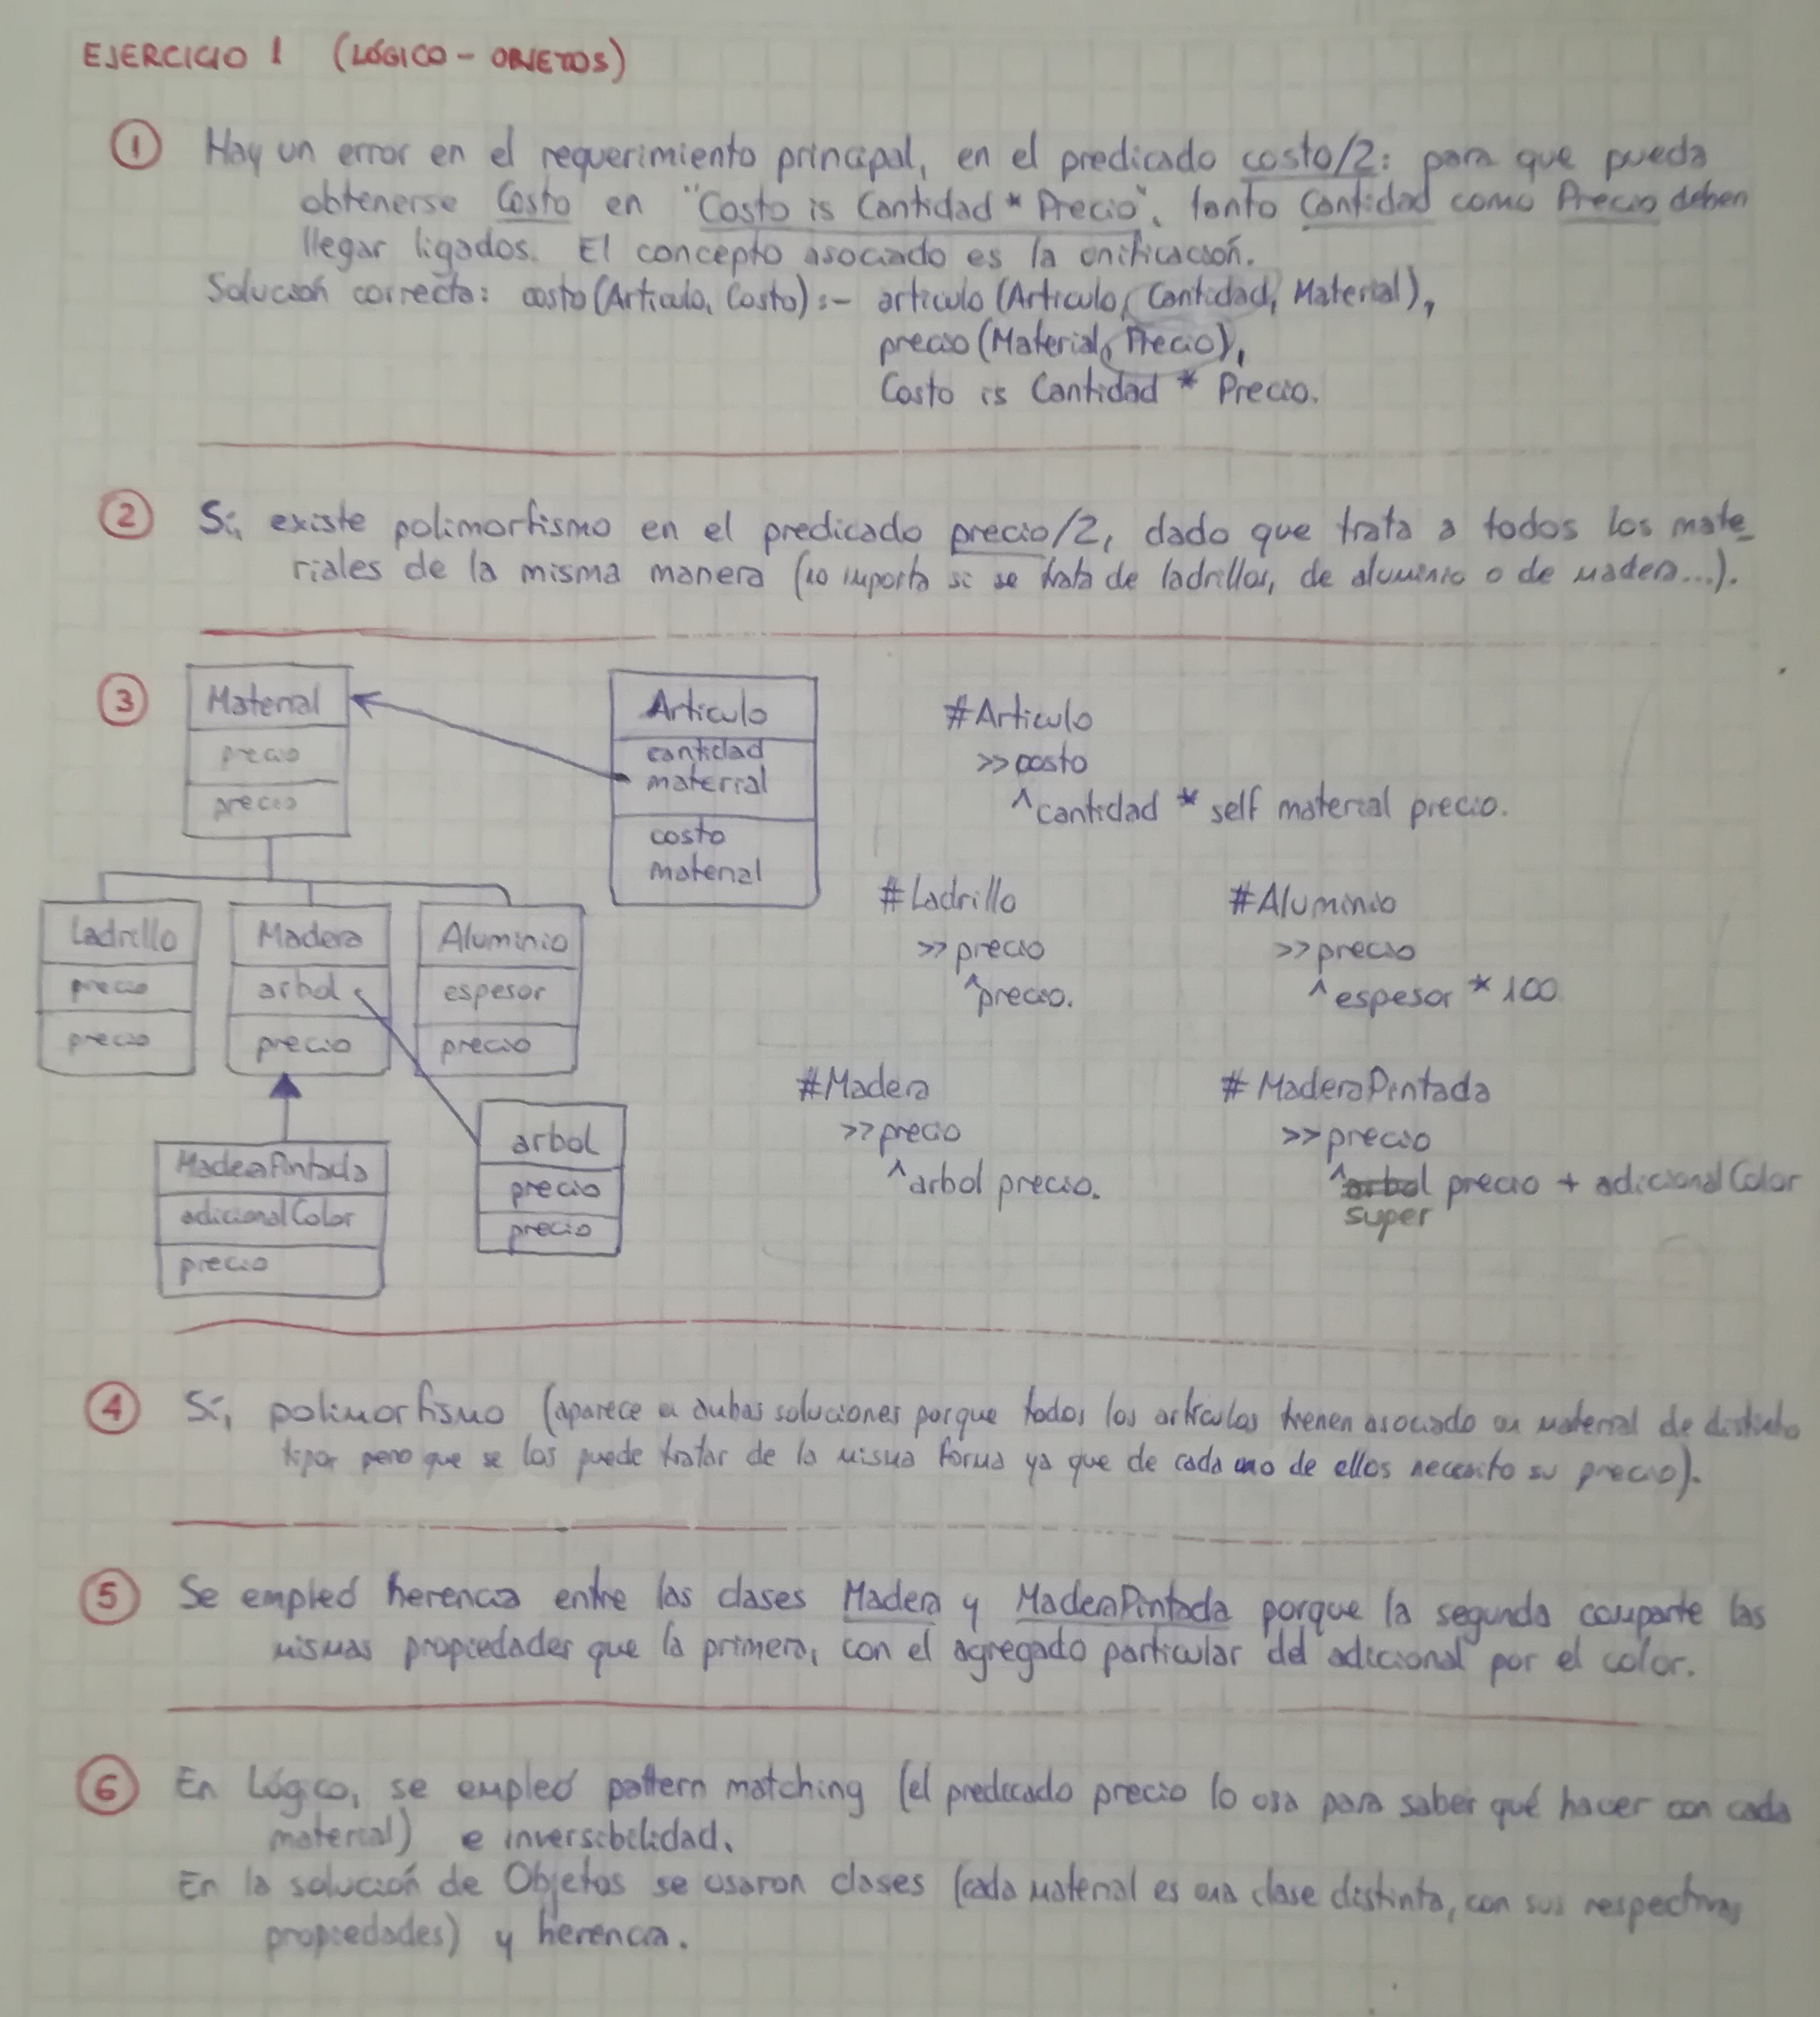 EJERCICIO 1 (LÓGICO - OBJETOS)
① Hay un error en el requerimiento principal, en el predicado costo/2: para que pueda
obtenerse Costo en "Costo is Cantidad * Precio", tanto Cantidad como Precio deben
llegar ligados. El concepto asociado es la unificación.
Solución correcta: costo(Articulo, Costo) :- articulo(Articulo, Cantidad, Material),
precio(Material, Precio),
Costo is Cantidad * Precio.
② Sí, existe polimorfismo en el predicado precio/2, dado que trata a todos los mate-
riales de la misma manera (no importa si se trata de ladrillos, de aluminio o de madera...).
③
Material
precio
precio
Articulo
cantidad
material
costo
material
#Articulo
>> costo
^ cantidad * self material precio.
Ladrillo
precio
precio
Madera
arbol
precio
Aluminio
espesor
precio
#Ladrillo
>> precio
^precio.
#Aluminio
>> precio
^ espesor * 100
MaderaPintada
adicionalColor
precio
arbol
precio
precio
#Madera
>> precio
^ arbol precio.
#MaderaPintada
>> precio
^ arbol precio + adicionalColor
super
④ Sí, polimorfismo (aparece en ambas soluciones porque todos los artículos tienen asociado un material de distinto
tipo, pero que se los puede tratar de la misma forma ya que de cada uno de ellos necesito su precio).
⑤ Se empleó herencia entre las clases Madera y MaderaPintada porque la segunda comparte las
mismas propiedades que la primera, con el agregado particular del adicional por el color.
⑥ En Lógico, se empleó pattern matching (el predicado precio lo usa para saber qué hacer con cada
material) e inversibilidad.
En la solución de Objetos se usaron clases (cada material es una clase distinta, con sus respectivas
propiedades) y herencia.